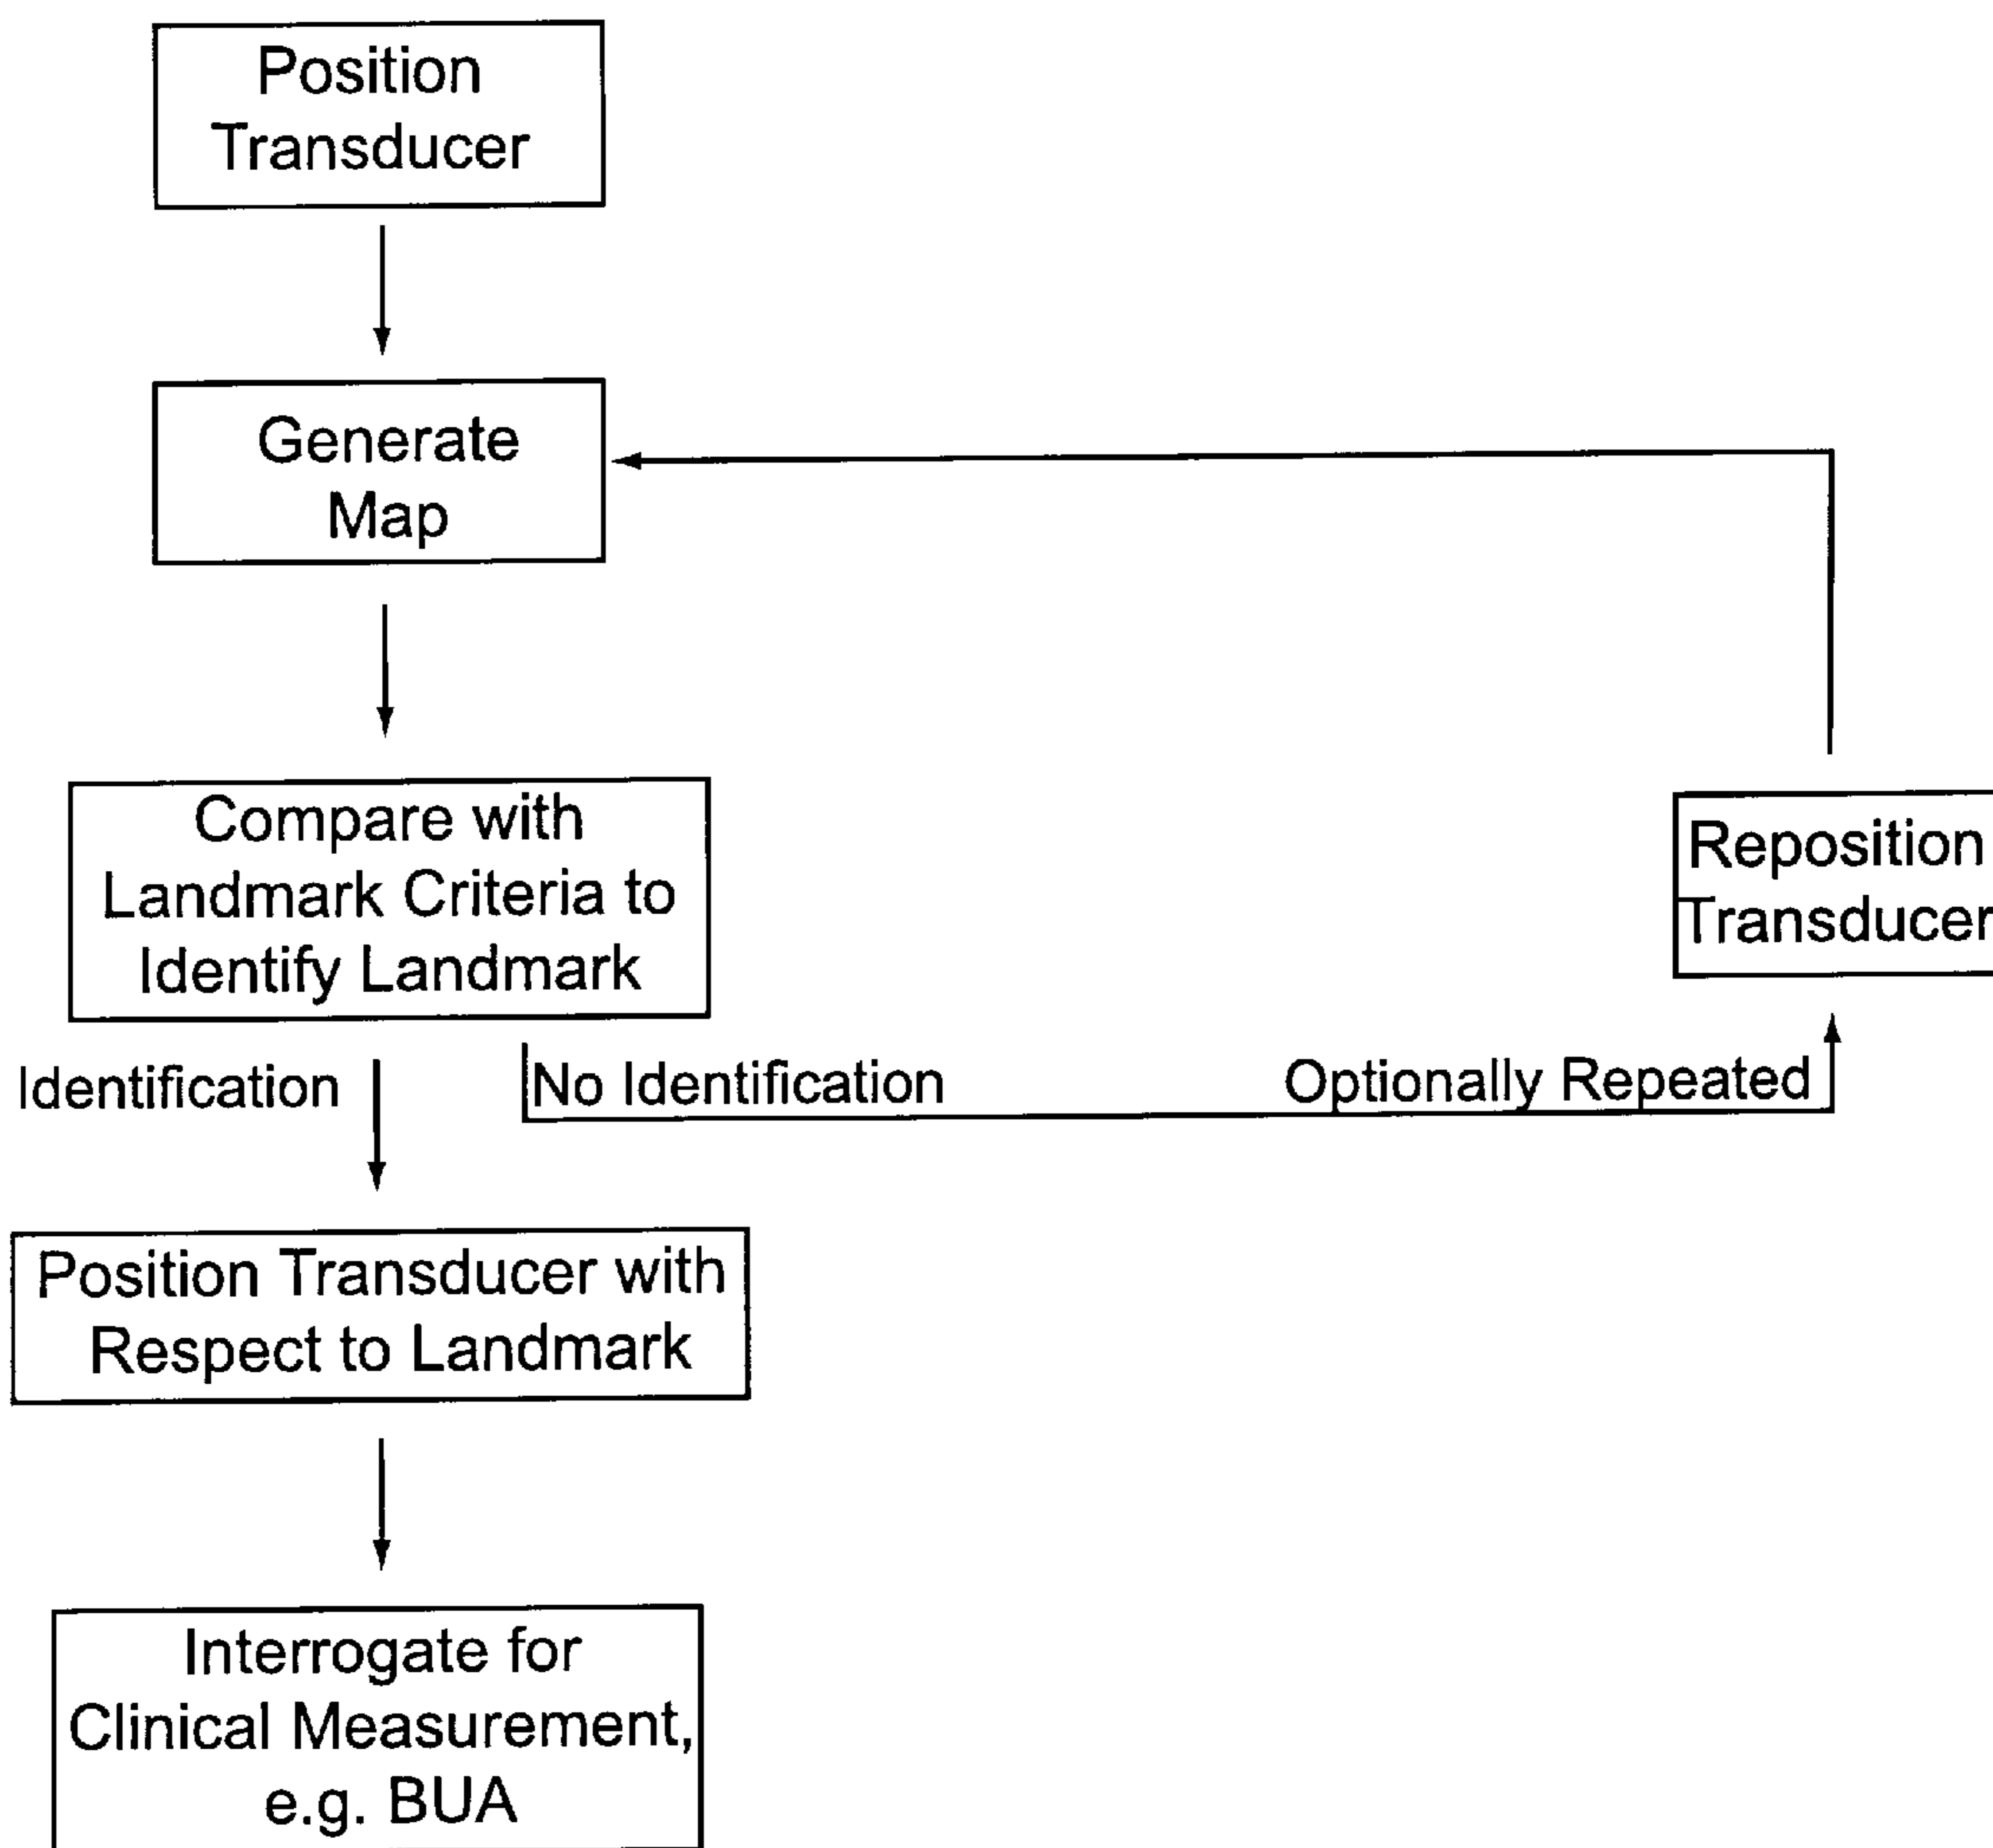 Position
Transducer
Generate
Map
Compare with
Landmark Criteria to
Identify Landmark
Reposition
Transducer
Identification
No Identification
Optionally Repeated
Position Transducer with
Respect to Landmark
Interrogate for
Clinical Measurement,
e.g. BUA